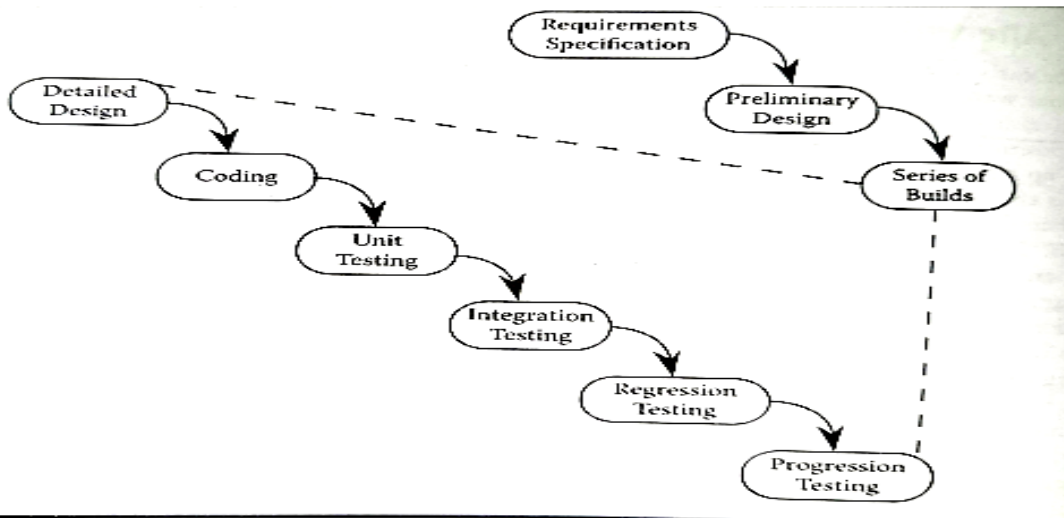 Requirements
Specification
Preliminary
Design
Series of
Builds
Detailed
Design
Coding
Unit
Testing
Integration
Testing
Regression
Testing
Progression
Testing